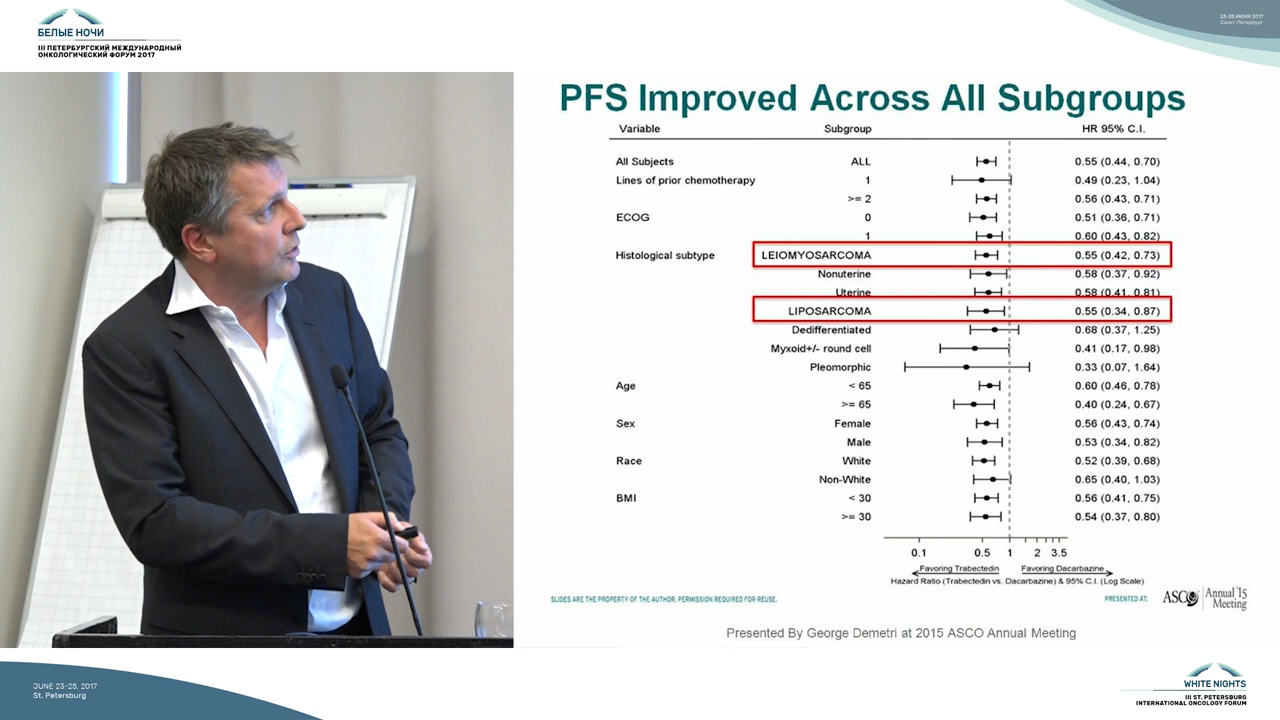 БЕЛЫЕ НОЧИ
III ПЕТЕРБУРГСКИЙ МЕЖДУНАРОДНЫЙ
ОНКОЛОГИЧЕСКИЙ ФОРУМ 2017
23-25 ИЮНЯ 2017
Санкт-Петербург
PFS Improved Across All Subgroups
Variable Subgroup HR 95% C.I.
All Subjects ALL 0.55 (0.44, 0.70)
Lines of prior chemotherapy 1 0.49 (0.23, 1.04)
>= 2 0.56 (0.43, 0.71)
ECOG 0 0.51 (0.36, 0.71)
1 0.60 (0.43, 0.82)
Histological subtype LEIOMYOSARCOMA 0.55 (0.42, 0.73)
Nonuterine 0.58 (0.37, 0.92)
Uterine 0.58 (0.41, 0.81)
LIPOSARCOMA 0.55 (0.34, 0.87)
Dedifferentiated 0.68 (0.37, 1.25)
Myxoid+/- round cell 0.41 (0.17, 0.98)
Pleomorphic 0.33 (0.07, 1.64)
Age < 65 0.60 (0.46, 0.78)
>= 65 0.40 (0.24, 0.67)
Sex Female 0.56 (0.43, 0.74)
Male 0.53 (0.34, 0.82)
Race White 0.52 (0.39, 0.68)
Non-White 0.65 (0.40, 1.03)
BMI < 30 0.56 (0.41, 0.75)
>= 30 0.54 (0.37, 0.80)
0.1 0.5 1 2 3.5
Favoring Trabectedin Favoring Dacarbazine
Hazard Ratio (Trabectedin vs. Dacarbazine) & 95% C.I. (Log Scale)
SLIDES ARE THE PROPERTY OF THE AUTHOR. PERMISSION REQUIRED FOR REUSE.
PRESENTED AT:
ASCO Annual '15
Meeting
Presented By George Demetri at 2015 ASCO Annual Meeting
JUNE 23-25, 2017
St. Petersburg
WHITE NIGHTS
III ST. PETERSBURG
INTERNATIONAL ONCOLOGY FORUM